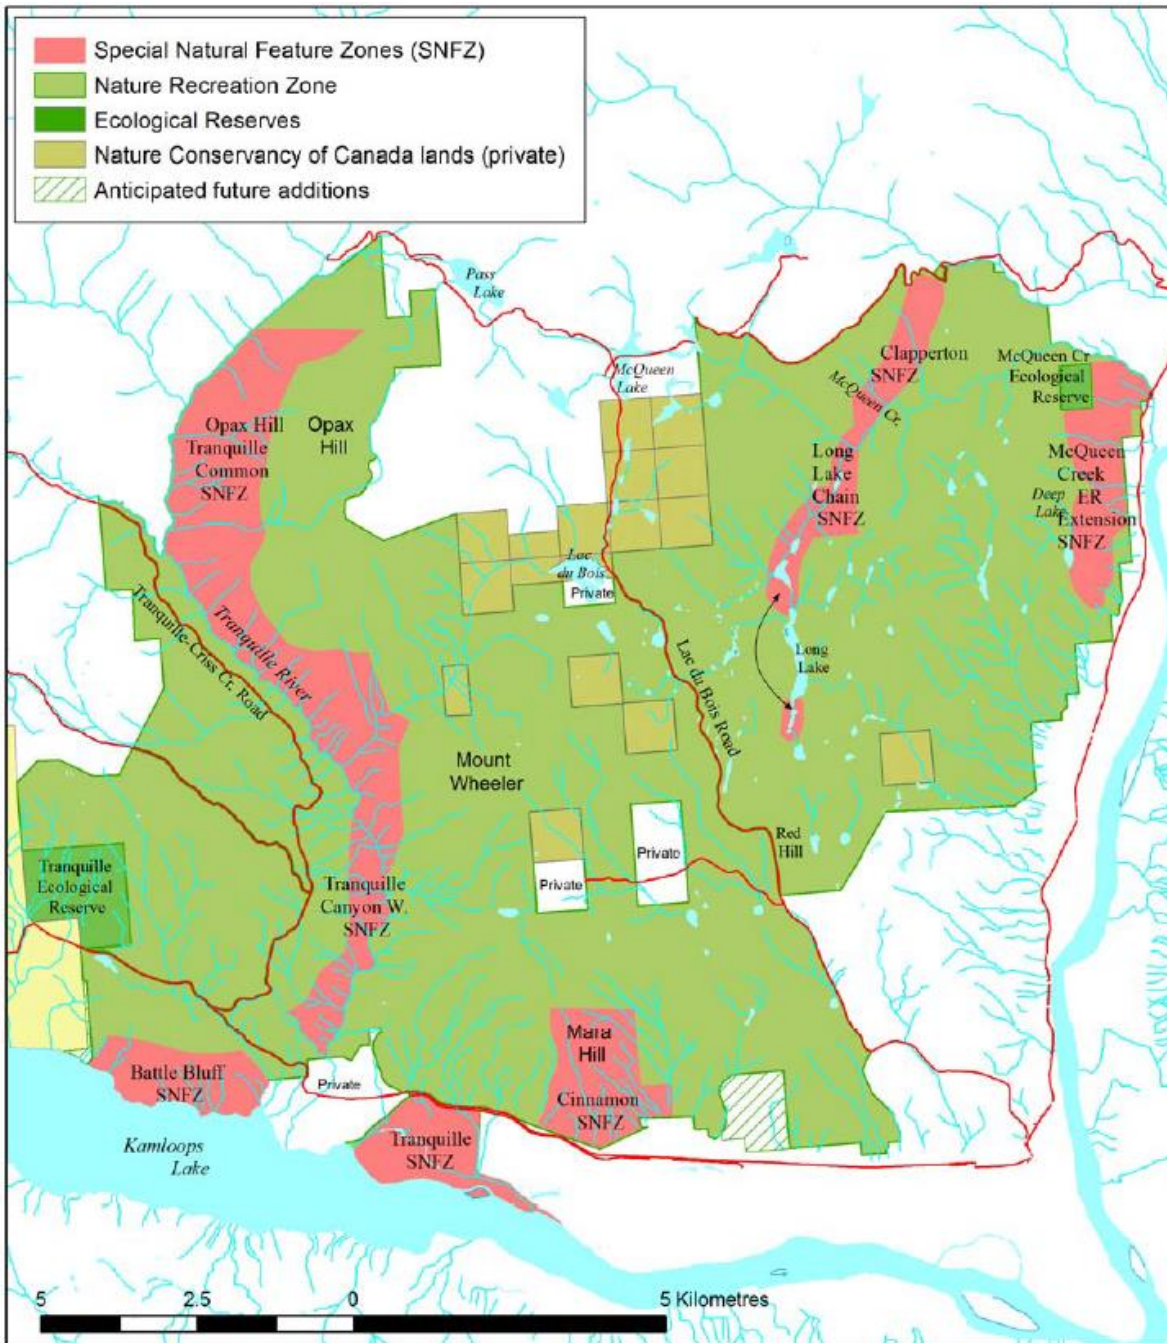 Special Natural Feature Zones (SNFZ)
Nature Recreation Zone
Ecological Reserves
Nature Conservancy of Canada lands (private)
Anticipated future additions
Pass
Lake
McQueen
Lake
Clapperton
SNFZ
McQueen Cr
Ecological
Reserve
McQueen Cr.
Opax Hill
Tranquille
Common
SNFZ
Opax
Hill
Long
Lake
Chain
SNFZ
McQueen
Creek
ER
Extension
SNFZ
Deep
Lake
Lac
du Bois
Private
Tranquille-Criss Cr. Road
Tranquille River
Lac du Bois Road
Long
Lake
Mount
Wheeler
Red
Hill
Private
Private
Tranquille
Ecological
Reserve
Tranquille
Canyon W.
SNFZ
Mara
Hill
Cinnamon
SNFZ
Battle Bluff
SNFZ
Private
Tranquille
SNFZ
Kamloops
Lake
5 2.5 0 5 Kilometres